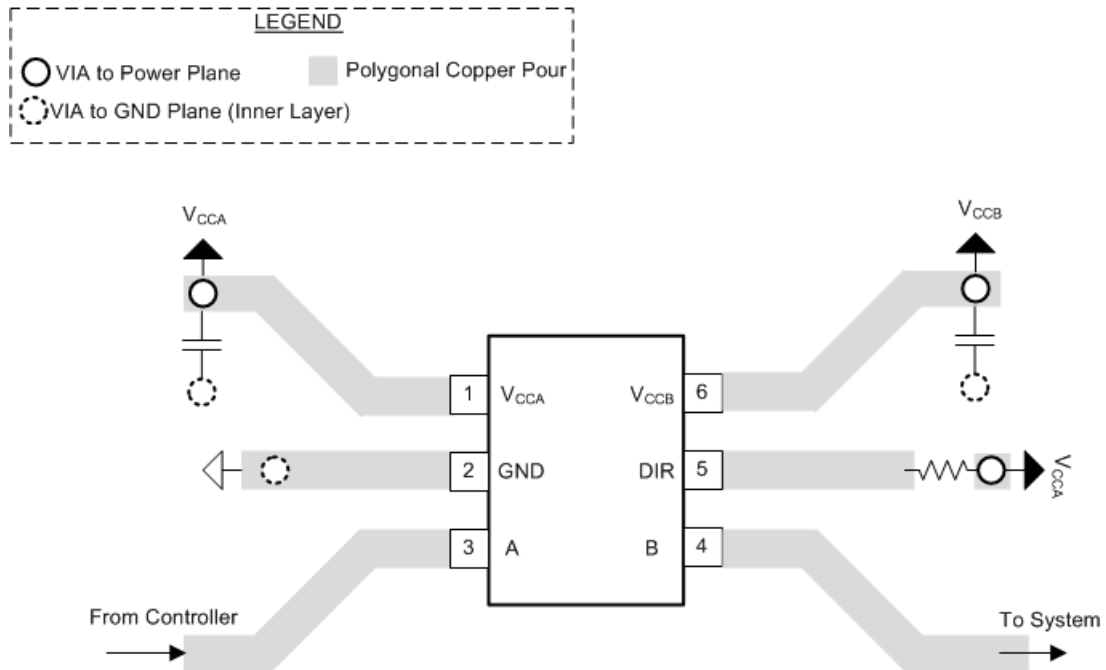 LEGEND
VIA to Power Plane
Polygonal Copper Pour
VIA to GND Plane (Inner Layer)
VCCA
VCCB
1 VCCA VCCB 6
2 GND DIR 5
VCCA
3 A B 4
From Controller
To System